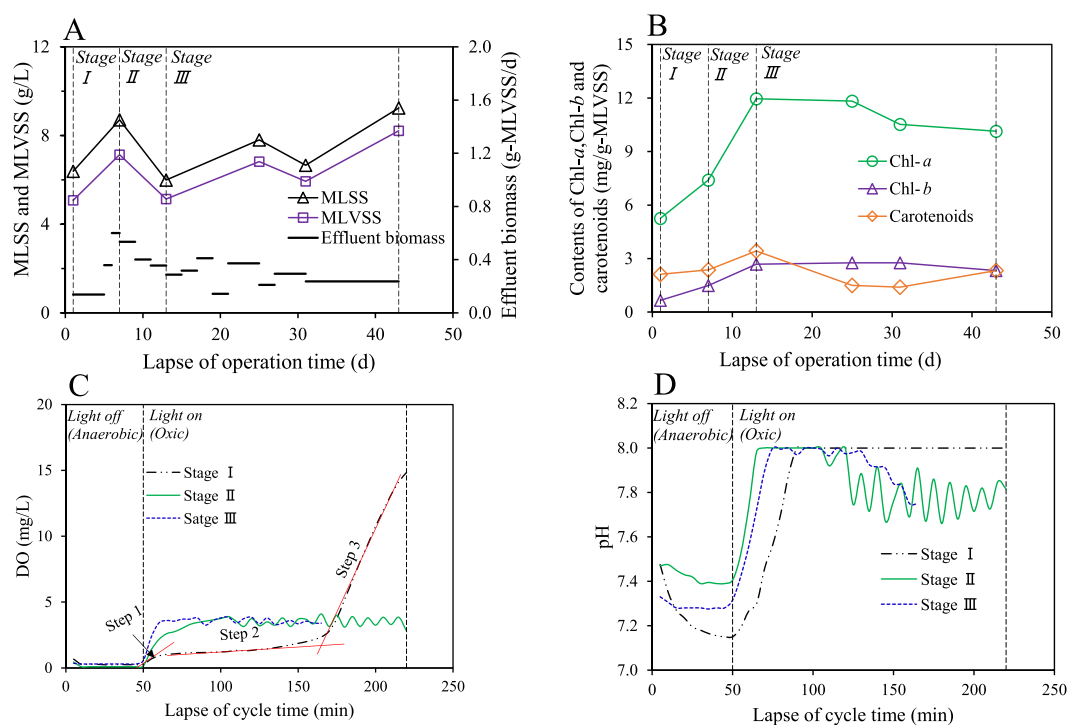 A
MLSS and MLVSS (g/L)
12
8
4
0
Stage Stage Stage
Ⅰ Ⅱ Ⅲ
MLSS
MLVSS
Effluent biomass
2.0
1.6
1.2
0.8
0.4
0.0
Effluent biomass (g-MLVSS/d)
0 10 20 30 40 50
Lapse of operation time (d)
B
Contents of Chl-a,Chl-b and
carotenoids (mg/g-MLVSS)
15
12
9
6
3
0
Stage Stage Stage
Ⅰ Ⅱ Ⅲ
Chl-a
Chl-b
Carotenoids
0 10 20 30 40 50
Lapse of operation time (d)
C
DO (mg/L)
20
15
10
5
0
Light off Light on
(Anaerobic) (Oxic)
Stage Ⅰ
Stage Ⅱ
Satge Ⅲ
Step 1
Step 2
Step 3
0 50 100 150 200 250
Lapse of cycle time (min)
D
pH
8.2
8.0
7.8
7.6
7.4
7.2
7.0
Light off Light on
(Anaerobic) (Oxic)
Stage Ⅰ
Stage Ⅱ
Stage Ⅲ
0 50 100 150 200 250
Lapse of cycle time (min)